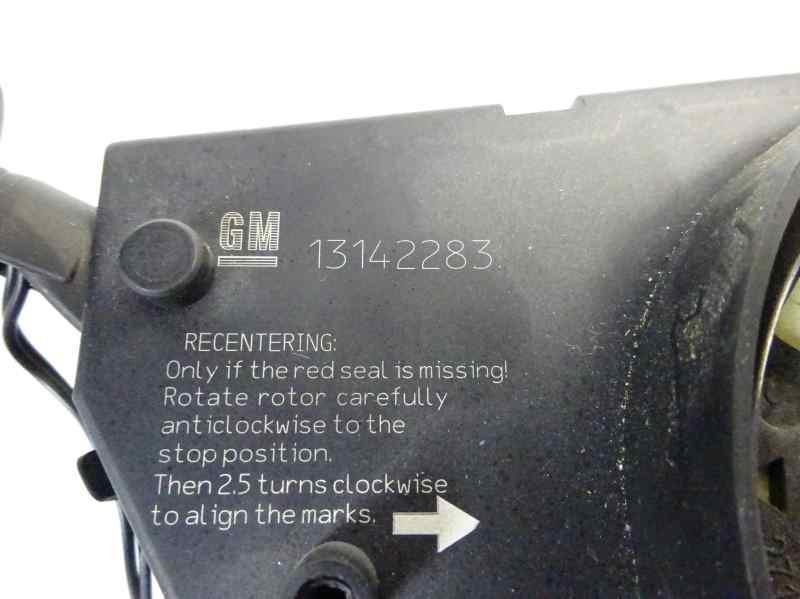 GM 13142283
RECENTERING:
Only if the red seal is missing!
Rotate rotor carefully
anticlockwise to the
stop position.
Then 2.5 turns clockwise
to align the marks.